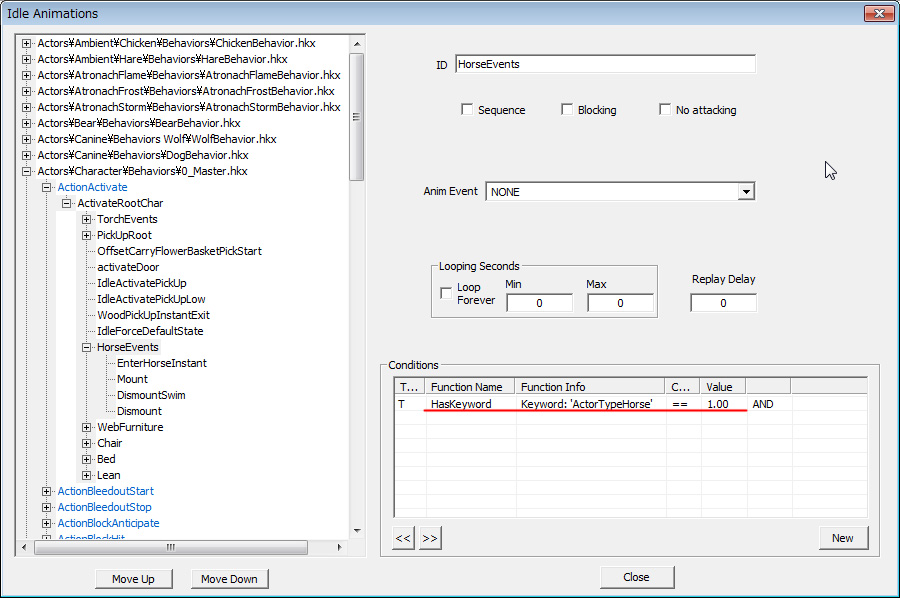 Idle Animations
Actors¥Ambient¥Chicken¥Behaviors¥ChickenBehavior.hkx
Actors¥Ambient¥Hare¥Behaviors¥HareBehavior.hkx
Actors¥AtronachFlame¥Behaviors¥AtronachFlameBehavior.hkx
Actors¥AtronachFrost¥Behaviors¥AtronachFrostBehavior.hkx
Actors¥AtronachStorm¥Behaviors¥AtronachStormBehavior.hkx
Actors¥Bear¥Behaviors¥BearBehavior.hkx
Actors¥Canine¥Behaviors Wolf¥WolfBehavior.hkx
Actors¥Canine¥Behaviors¥DogBehavior.hkx
Actors¥Character¥Behaviors¥0_Master.hkx
ActionActivate
ActivateRootChar
TorchEvents
PickUpRoot
OffsetCarryFlowerBasketPickStart
activateDoor
IdleActivatePickUp
IdleActivatePickUpLow
WoodPickUpInstantExit
IdleForceDefaultState
HorseEvents
EnterHorseInstant
Mount
DismountSwim
Dismount
WebFurniture
Chair
Bed
Lean
ActionBleedoutStart
ActionBleedoutStop
ActionBlockAnticipate
ActionBlockHit
Move Up Move Down
ID HorseEvents
Sequence Blocking No attacking
Anim Event NONE
Looping Seconds
Loop Forever
Min Max
0 0
Replay Delay
0
Conditions
T... Function Name Function Info C... Value
T HasKeyword Keyword: 'ActorTypeHorse' == 1.00 AND
<< >> New
Close